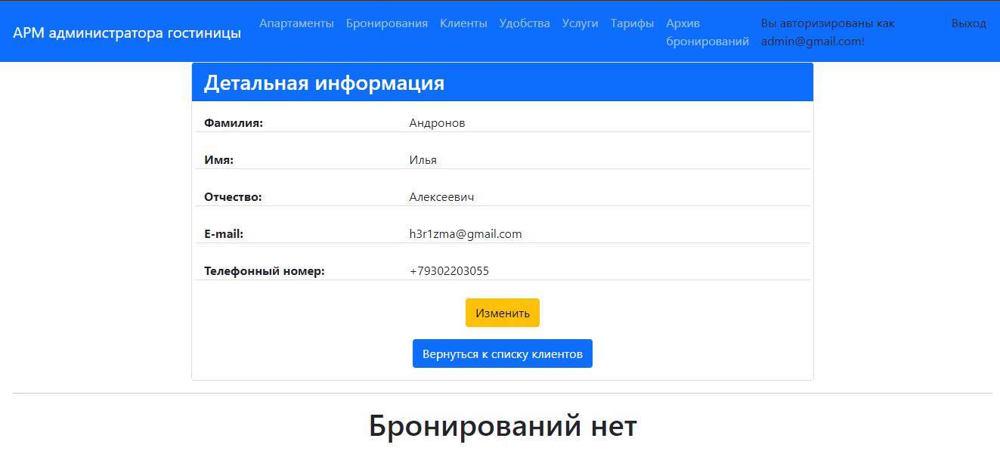 АРМ администратора гостиницы
Апартаменты Бронирования Клиенты Удобства Услуги Тарифы Архив бронирований
Вы авторизированы как admin@gmail.com!
Выход
Детальная информация
Фамилия: Андронов
Имя: Илья
Отчество: Алексеевич
E-mail: h3r1zma@gmail.com
Телефонный номер: +79302203055
Изменить
Вернуться к списку клиентов
Бронирований нет